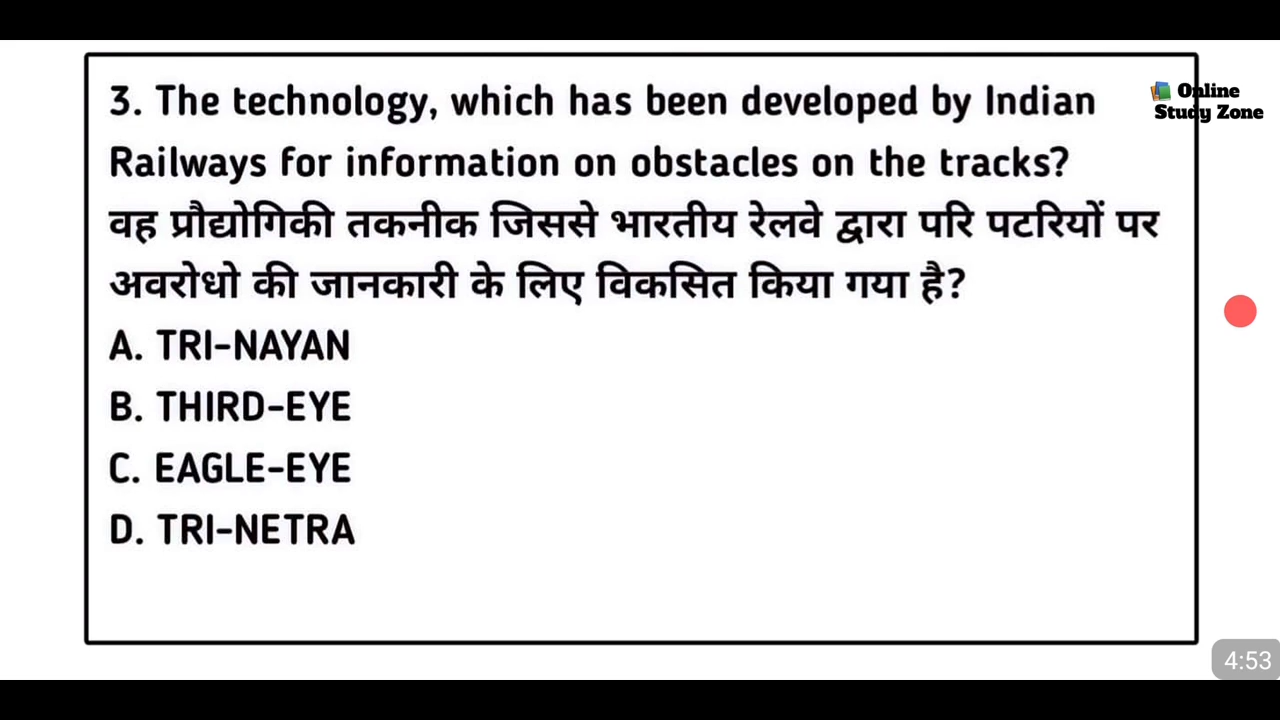 3. The technology, which has been developed by Indian
Railways for information on obstacles on the tracks?
वह प्रौद्योगिकी तकनीक जिससे भारतीय रेलवे द्वारा परि पटरियों पर
अवरोधो की जानकारी के लिए विकसित किया गया है?
A. TRI-NAYAN
B. THIRD-EYE
C. EAGLE-EYE
D. TRI-NETRA
Online
Study Zone
4:53